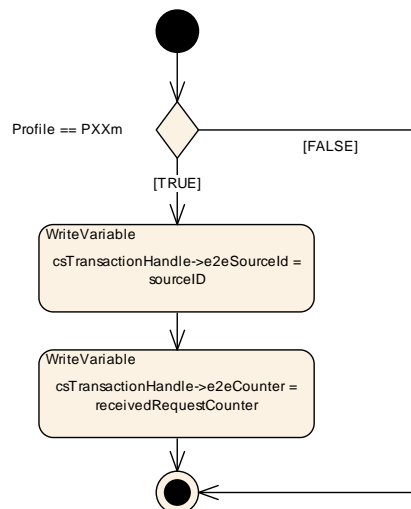 Profile == PXXm
[FALSE]
[TRUE]
WriteVariable
csTransactionHandle->e2eSourceId =
sourceID
WriteVariable
csTransactionHandle->e2eCounter =
receivedRequestCounter